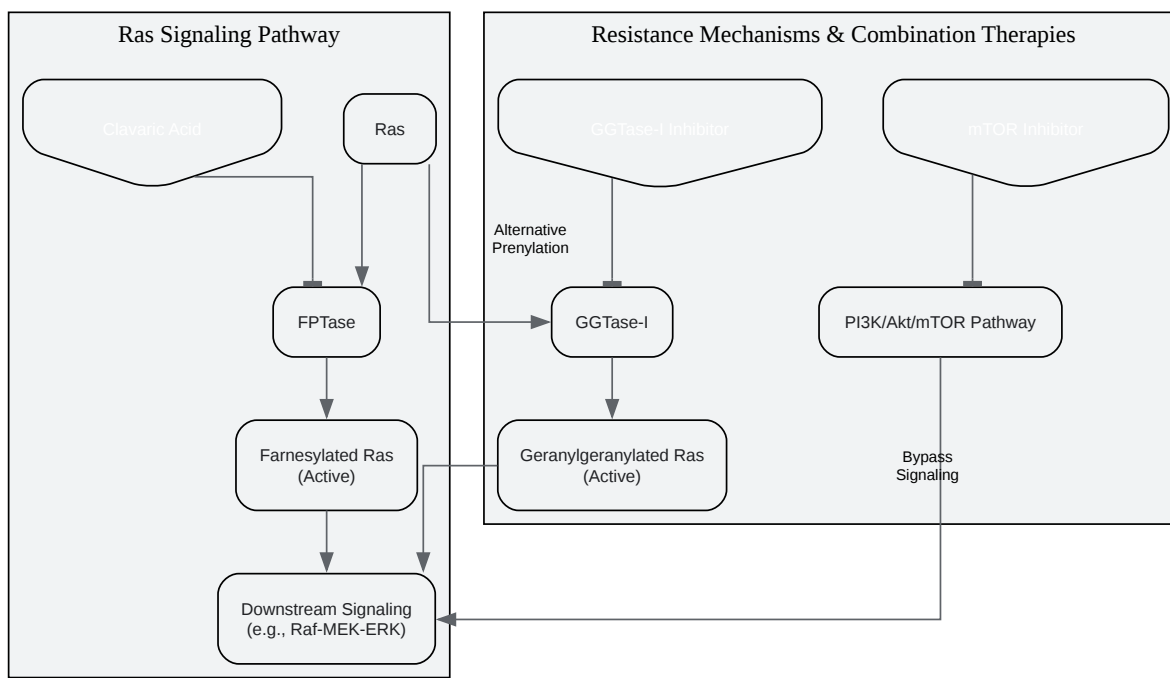 Ras Signaling Pathway
Resistance Mechanisms & Combination Therapies
Clavaric Acid
Ras
GGTase-I Inhibitor
mTOR Inhibitor
Alternative
Prenylation
FPTase
GGTase-I
PI3K/Akt/mTOR Pathway
Farnesylated Ras
(Active)
Geranylgeranylated Ras
(Active)
Bypass
Signaling
Downstream Signaling
(e.g., Raf-MEK-ERK)